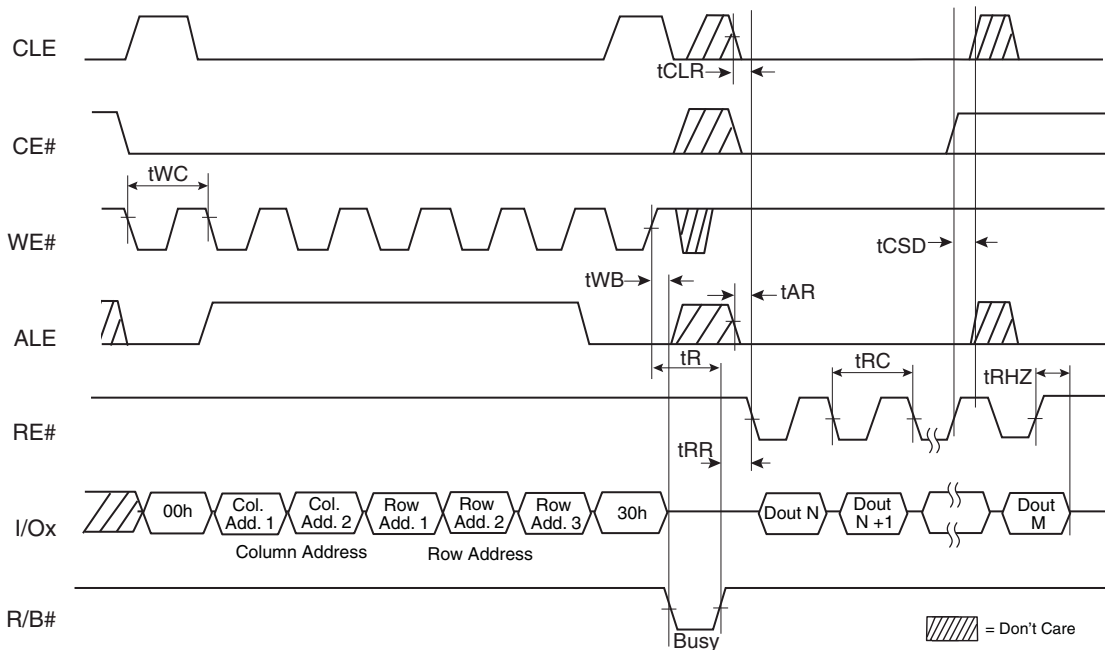 CLE
tCLR
CE#
tWC
WE#
tCSD
tWB
tAR
ALE
tR
tRC
tRHZ
RE#
tRR
I/Ox
00h
Col.
Add. 1
Col.
Add. 2
Row
Add. 1
Row
Add. 2
Row
Add. 3
30h
Dout N
Dout
N +1
Dout
M
Column Address
Row Address
R/B#
Busy
= Don't Care